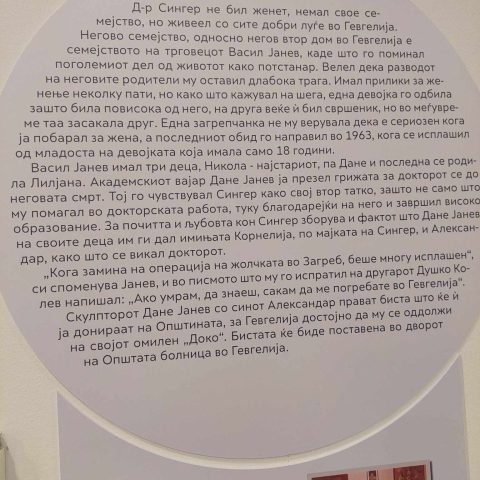 Д-р Сингер не бил женет, немал свое се-
мејство, но живеел со сите добри луѓе во Гевгелија.
Негово семејство, односно негов втор дом во Гевгелија е
семејството на трговецот Васил Јанев, каде што го поминал
поголемиот дел од животот како потстанар. Велел дека разводот
на неговите родители му оставил длабока трага. Имал прилики за же-
нење неколку пати, но како што кажувал на шега, една девојка го одбила
зашто била повисока од него, на друга веќе ѝ бил свршеник, но во меѓувре-
ме таа засакала друг. Една загрепчанка не му верувала дека е сериозен кога
ја побарал за жена, а последниот обид го направил во 1963, кога се исплашил
од младоста на девојката која имала само 18 години.
Васил Јанев имал три деца, Никола - најстариот, па Дане и последна се роди-
ла Лилјана. Академскиот вајар Дане Јанев ја презел грижата за докторот се до
неговата смрт. Тој го чувствувал Сингер како свој втор татко, зашто не само што
му помагал во докторската работа, туку благодарејќи на него и завршил високо
образование. За почитта и љубовта кон Сингер зборува и фактот што Дане Јанев
на своите деца им ги дал имињата Корнелија, по мајката на Сингер, и Алексан-
дар, како што се викал докторот.
„Кога замина на операција на жолчката во Загреб, беше многу исплашен“,
си споменува Јанев, и во писмото што му го испратил на другарот Душко Ко-
лев напишал: „Ако умрам, да знаеш, сакам да ме погребате во Гевгелија“.
Скулпторот Дане Јанев со синот Александар прават биста што ќе ѝ
ја донираат на Општината, за Гевгелија достојно да му се оддолжи
на својот омилен „Доко“. Бистата ќе биде поставена во дворот
на Општата болница во Гевгелија.